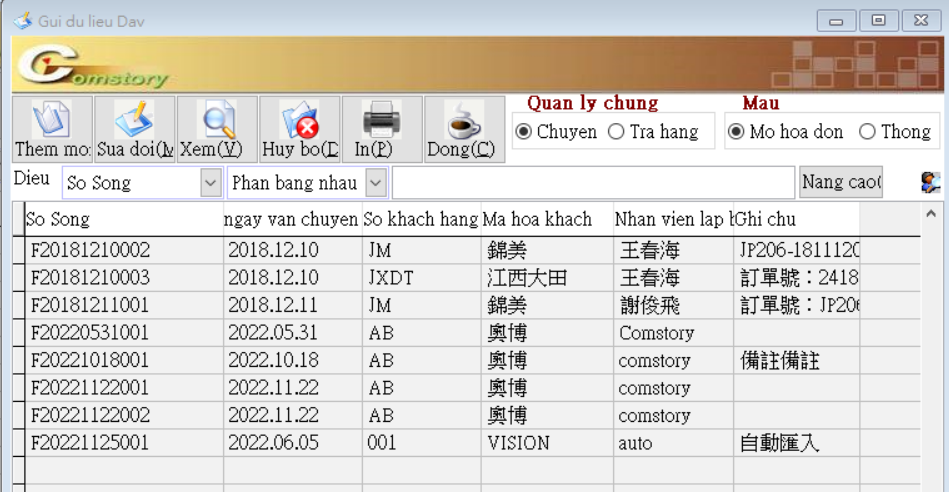 Gui du lieu Dav
Comstory
Quan ly chung Mau
Chuyen Tra hang Mo hoa don Thong
Them mo Sua doi(M Xem(V) Huy bo(D In(P) Dong(C)
Dieu So Song Phan bang nhau Nang cao(
So Song ngay van chuyen So khach hang Ma hoa khach Nhan vien lap Ghi chu
F20181210002 2018.12.10 JM 錦美 王春海 JP206-1811120
F20181210003 2018.12.10 JXDT 江西大田 王春海 訂單號：2418
F20181211001 2018.12.11 JM 錦美 謝俊飛 訂單號：JP206
F20220531001 2022.05.31 AB 奧博 Comstory
F20221018001 2022.10.18 AB 奧博 comstory 備註備註
F20221122001 2022.11.22 AB 奧博 comstory
F20221122002 2022.11.22 AB 奧博 comstory
F20221125001 2022.06.05 001 VISION auto 自動匯入